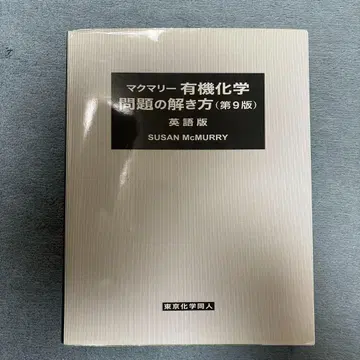 マクマリー 有機化学
問題の解き方(第9版)
英語版
SUSAN McMURRY
東京化学同人